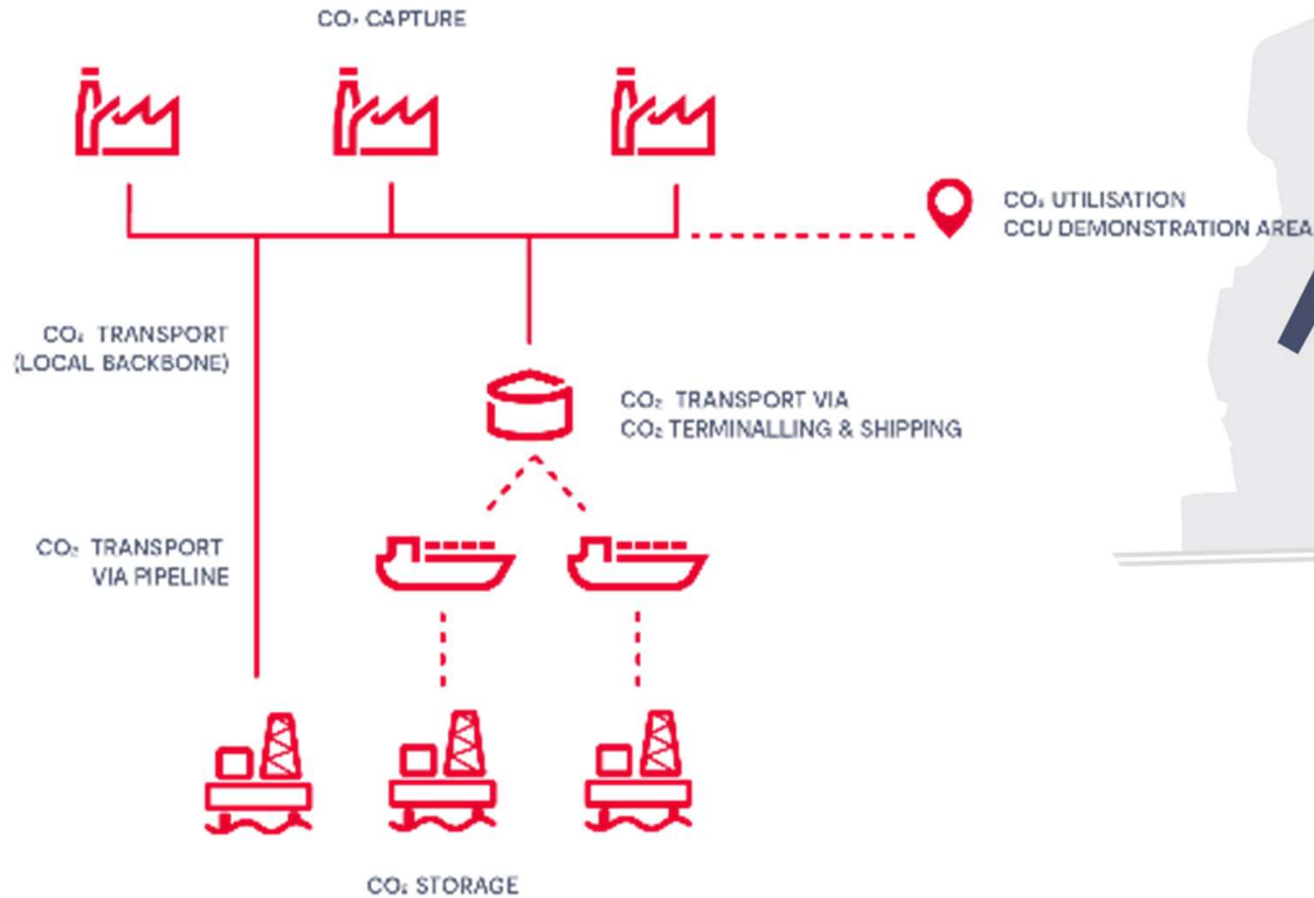 CO₂ CAPTURE
CO₂ UTILISATION
CCU DEMONSTRATION AREA
CO₂ TRANSPORT
(LOCAL BACKBONE)
CO₂ TRANSPORT VIA
CO₂ TERMINALLING & SHIPPING
CO₂ TRANSPORT
VIA PIPELINE
CO₂ STORAGE